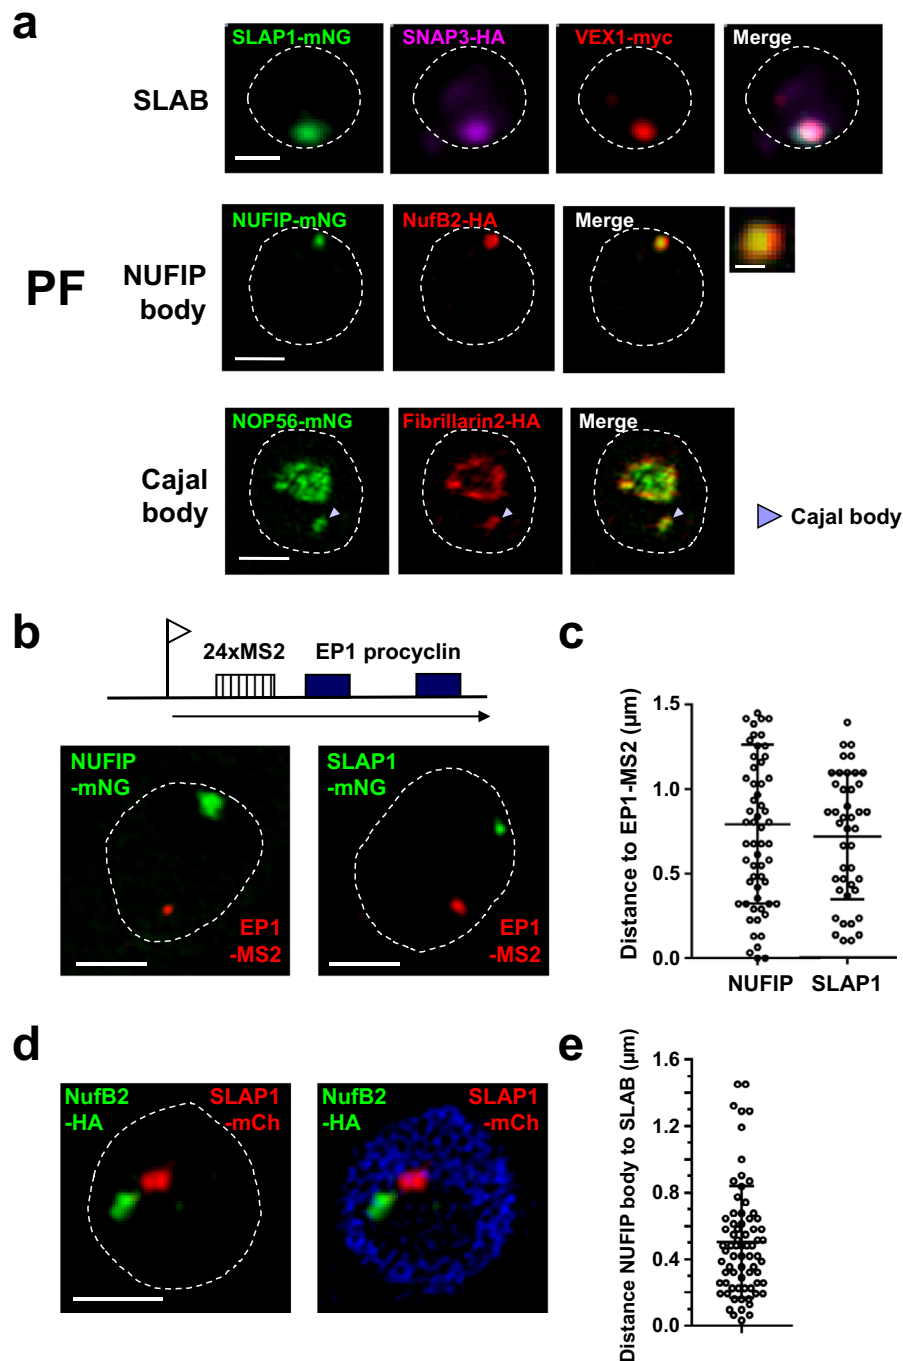 a
SLAP1-mNG
SNAP3-HA
VEX1-myc
Merge
SLAB
PF
NUFIP
body
NUFIP-mNG
NufB2-HA
Merge
Cajal
body
NOP56-mNG
Fibrillarin2-HA
Merge
Cajal body
b
24xMS2
EP1 procyclin
NUFIP
-mNG
EP1
-MS2
SLAP1
-mNG
EP1
-MS2
c
Distance to EP1-MS2 (µm)
1.5
1.0
0.5
0.0
NUFIP
SLAP1
d
NufB2
-HA
SLAP1
-mCh
NufB2
-HA
SLAP1
-mCh
e
Distance NUFIP body to SLAB (µm)
1.6
1.2
0.8
0.4
0.0